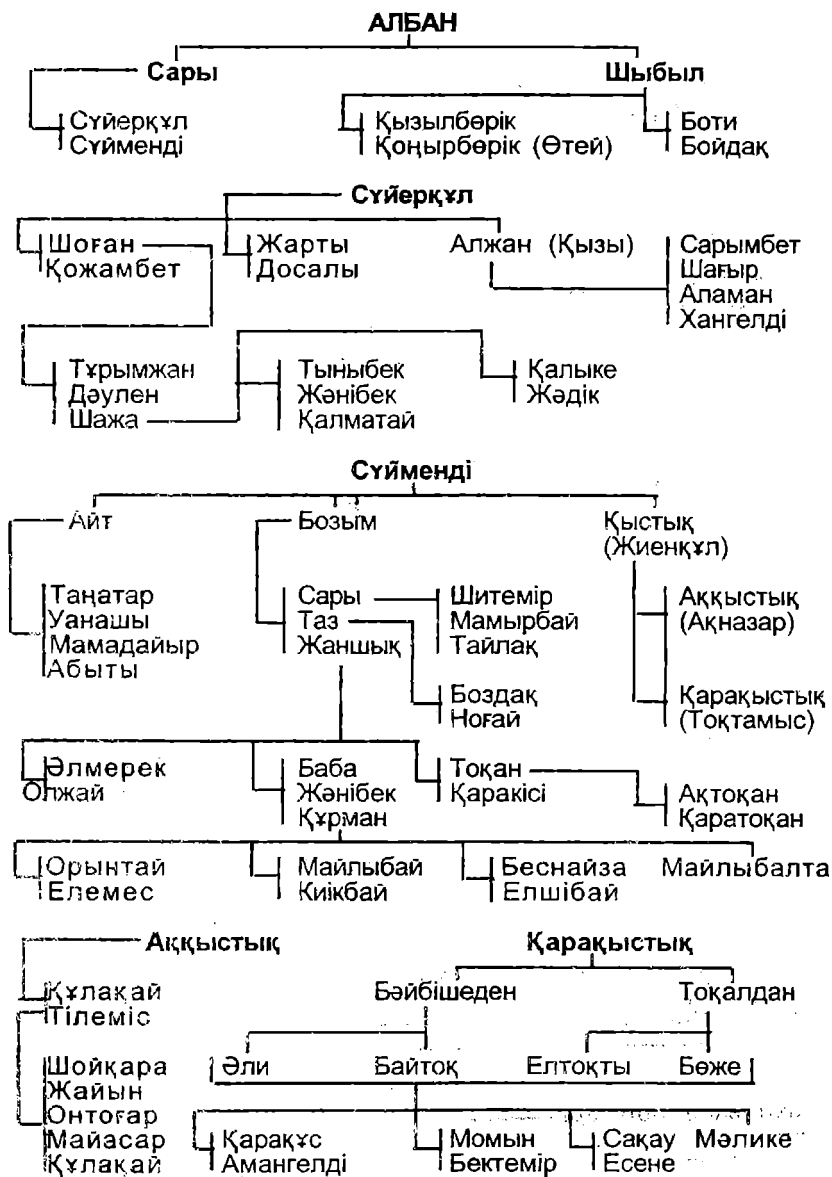 АЛБАН
Сары Шыбыл
Сүйерқұл Қызылбөрік Боти
Сүйменді Қоңырбөрік (Өтей) Бойдақ
Сүйерқұл
Шоған Жарты Алжан (Қызы) Сарымбет
Қожамбет Досалы Шағыр
Аламан
Хангелді
Тұрымжан Тыныбек Қалыке
Дәулен Жәнібек Жәдік
Шажа Қалматай
Сүйменді
Айт Бозым Қыстық
(Жиенқұл)
Таңатар Сары Шитемір Аққыстық
Уанашы Таз Мамырбай (Ақназар)
Мамадайыр Жаншық Тайлақ
Абыты
Боздақ Қарақыстық
Ноғай (Тоқтамыс)
Әлмерек Баба Тоқан
Олжай Жәнібек Қаракісі Ақтоқан
Құрман Қаратоқан
Орынтай Майлыбай Беснайза Майлыбалта
Елемес Киікбай Елшібай
Аққыстық Қарақыстық
Құлақай Бәйбішеден Тоқалдан
Тілеміс
Шойқара Әли Байтоқ Елтоқты Бөже
Жайын
Онтоғар
Майасар Қарақұс Момын Сақау Мәлике
Құлақай Амангелді Бектемір Есене